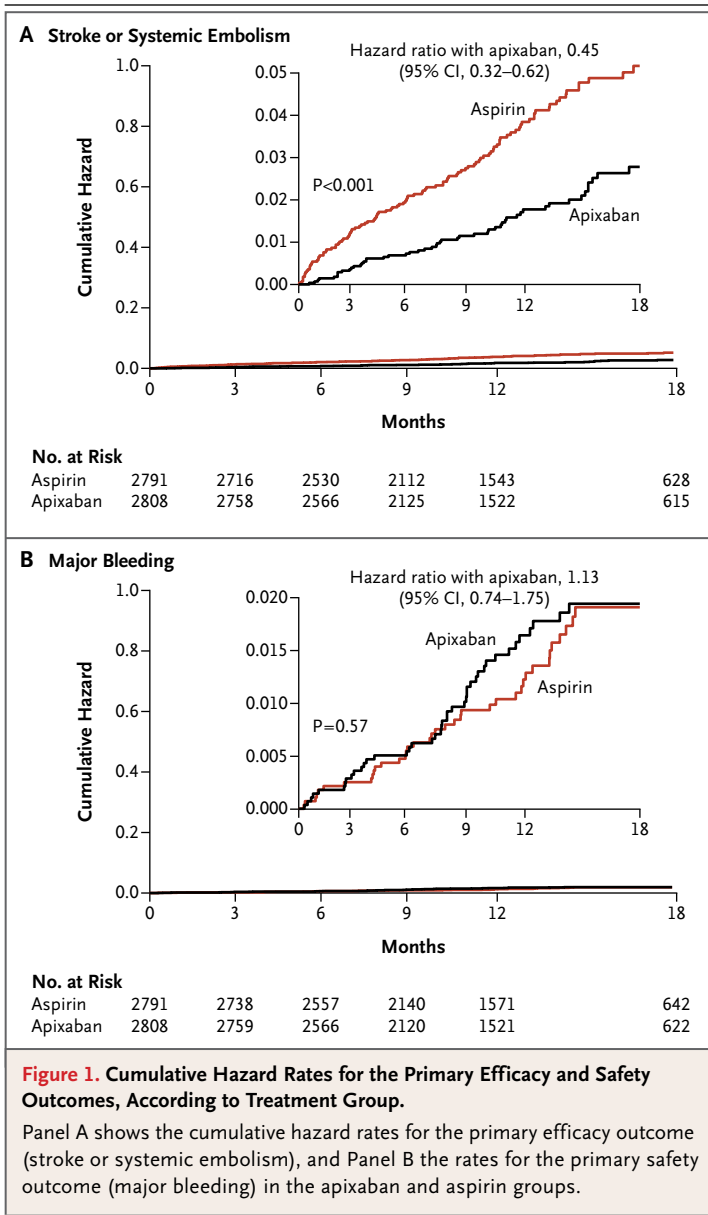 A Stroke or Systemic Embolism
Hazard ratio with apixaban, 0.45
(95% CI, 0.32–0.62)
Cumulative Hazard
1.0
0.8
0.6
0.4
0.2
0.0
0.05
0.04
0.03
0.02
0.01
0.00
Aspirin
P<0.001
Apixaban
0 3 6 9 12 18
0 3 6 9 12 18
Months
No. at Risk
Aspirin 2791 2716 2530 2112 1543 628
Apixaban 2808 2758 2566 2125 1522 615
B Major Bleeding
Hazard ratio with apixaban, 1.13
(95% CI, 0.74–1.75)
Cumulative Hazard
1.0
0.8
0.6
0.4
0.2
0.0
0.020
0.015
0.010
0.005
0.000
Apixaban
Aspirin
P=0.57
0 3 6 9 12 18
0 3 6 9 12 18
Months
No. at Risk
Aspirin 2791 2738 2557 2140 1571 642
Apixaban 2808 2759 2566 2120 1521 622
Figure 1. Cumulative Hazard Rates for the Primary Efficacy and Safety
Outcomes, According to Treatment Group.
Panel A shows the cumulative hazard rates for the primary efficacy outcome
(stroke or systemic embolism), and Panel B the rates for the primary safety
outcome (major bleeding) in the apixaban and aspirin groups.